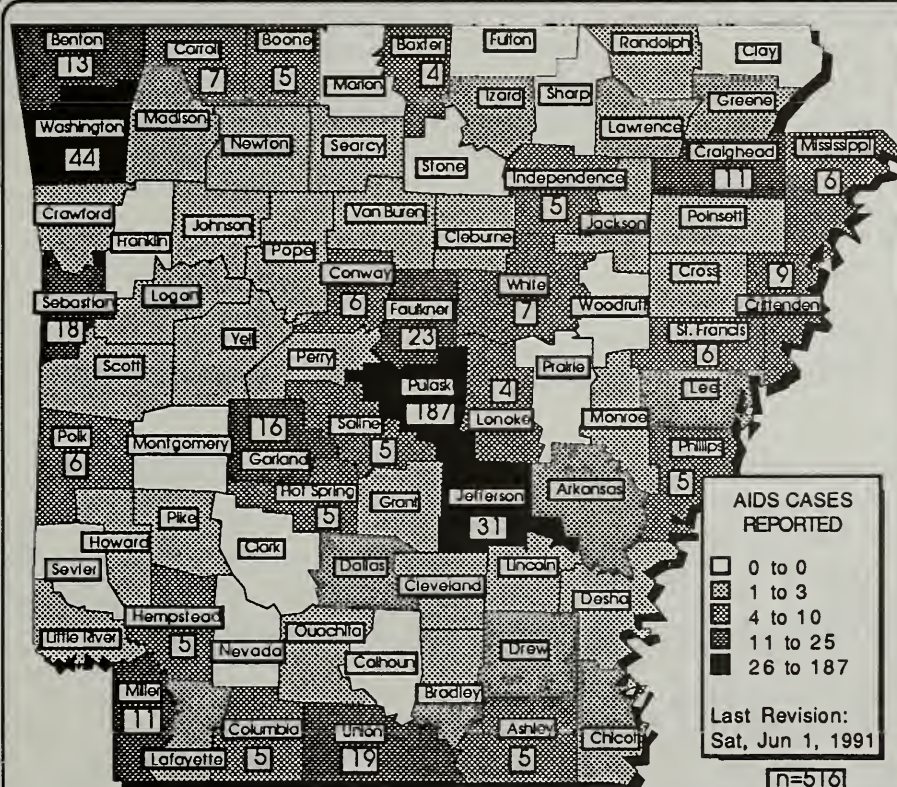 Benton
13
Carrol
7
Boone
5
Marion
Baxter
4
Fulton
Randolph
Clay
Izard
Sharp
Greene
Washington
44
Madison
Newton
Searcy
Stone
Lawrence
Craighead
11
Mississippi
6
Independence
5
Jackson
Poinsett
Crawford
Franklin
Johnson
Pope
Van Buren
Cleburne
Cross
9
Crittenden
Sebastian
18
Logan
Conway
6
Faulkner
23
White
7
Woodruff
St. Francis
6
Scott
Yell
Perry
Pulask
187
4
Lonoke
Prairie
Monroe
Lee
Polk
6
Montgomery
16
Garland
Saline
5
Hot Spring
5
Grant
Jefferson
31
Arkansas
Phillips
5
Howard
Pike
Sevier
Clark
Dallas
Cleveland
Lincoln
Desha
Little River
Hempstead
5
Nevada
Ouachita
Calhoun
Bradley
Drew
Miller
11
Lafayette
Columbia
5
Union
19
Ashley
5
Chicot
AIDS CASES
REPORTED
0 to 0
1 to 3
4 to 10
11 to 25
26 to 187
Last Revision:
Sat, Jun 1, 1991
n=516